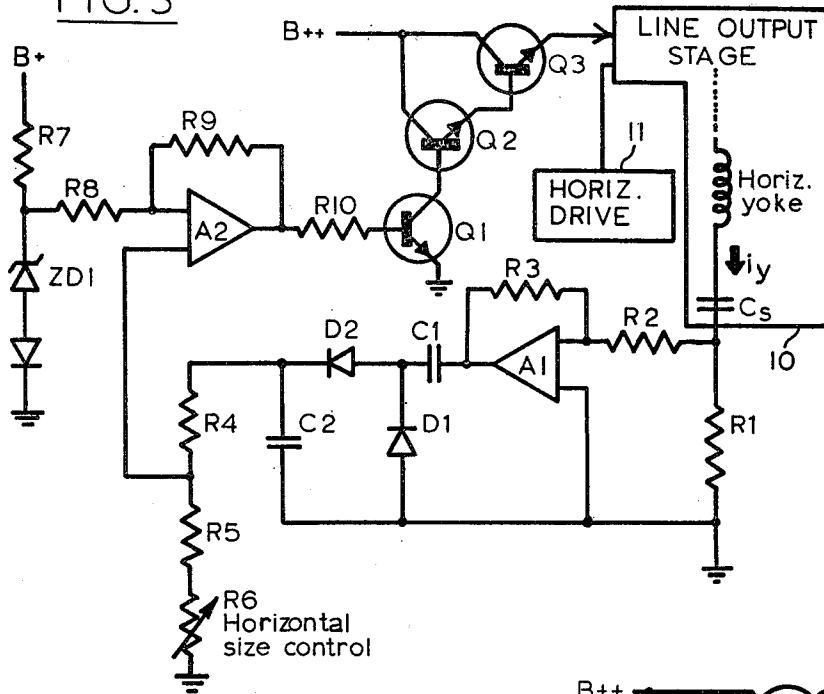 FIG. 3
B+
B++
LINE OUTPUT
STAGE
Q3
R7
R9
11
Q2
R8
HORIZ.
DRIVE
Horiz.
yoke
A2
R10
Q1
ZD1
iy
R3
Cs
D2
C1
R2
10
A1
R4
C2
D1
R1
R5
R6
Horizontal
size control
B++